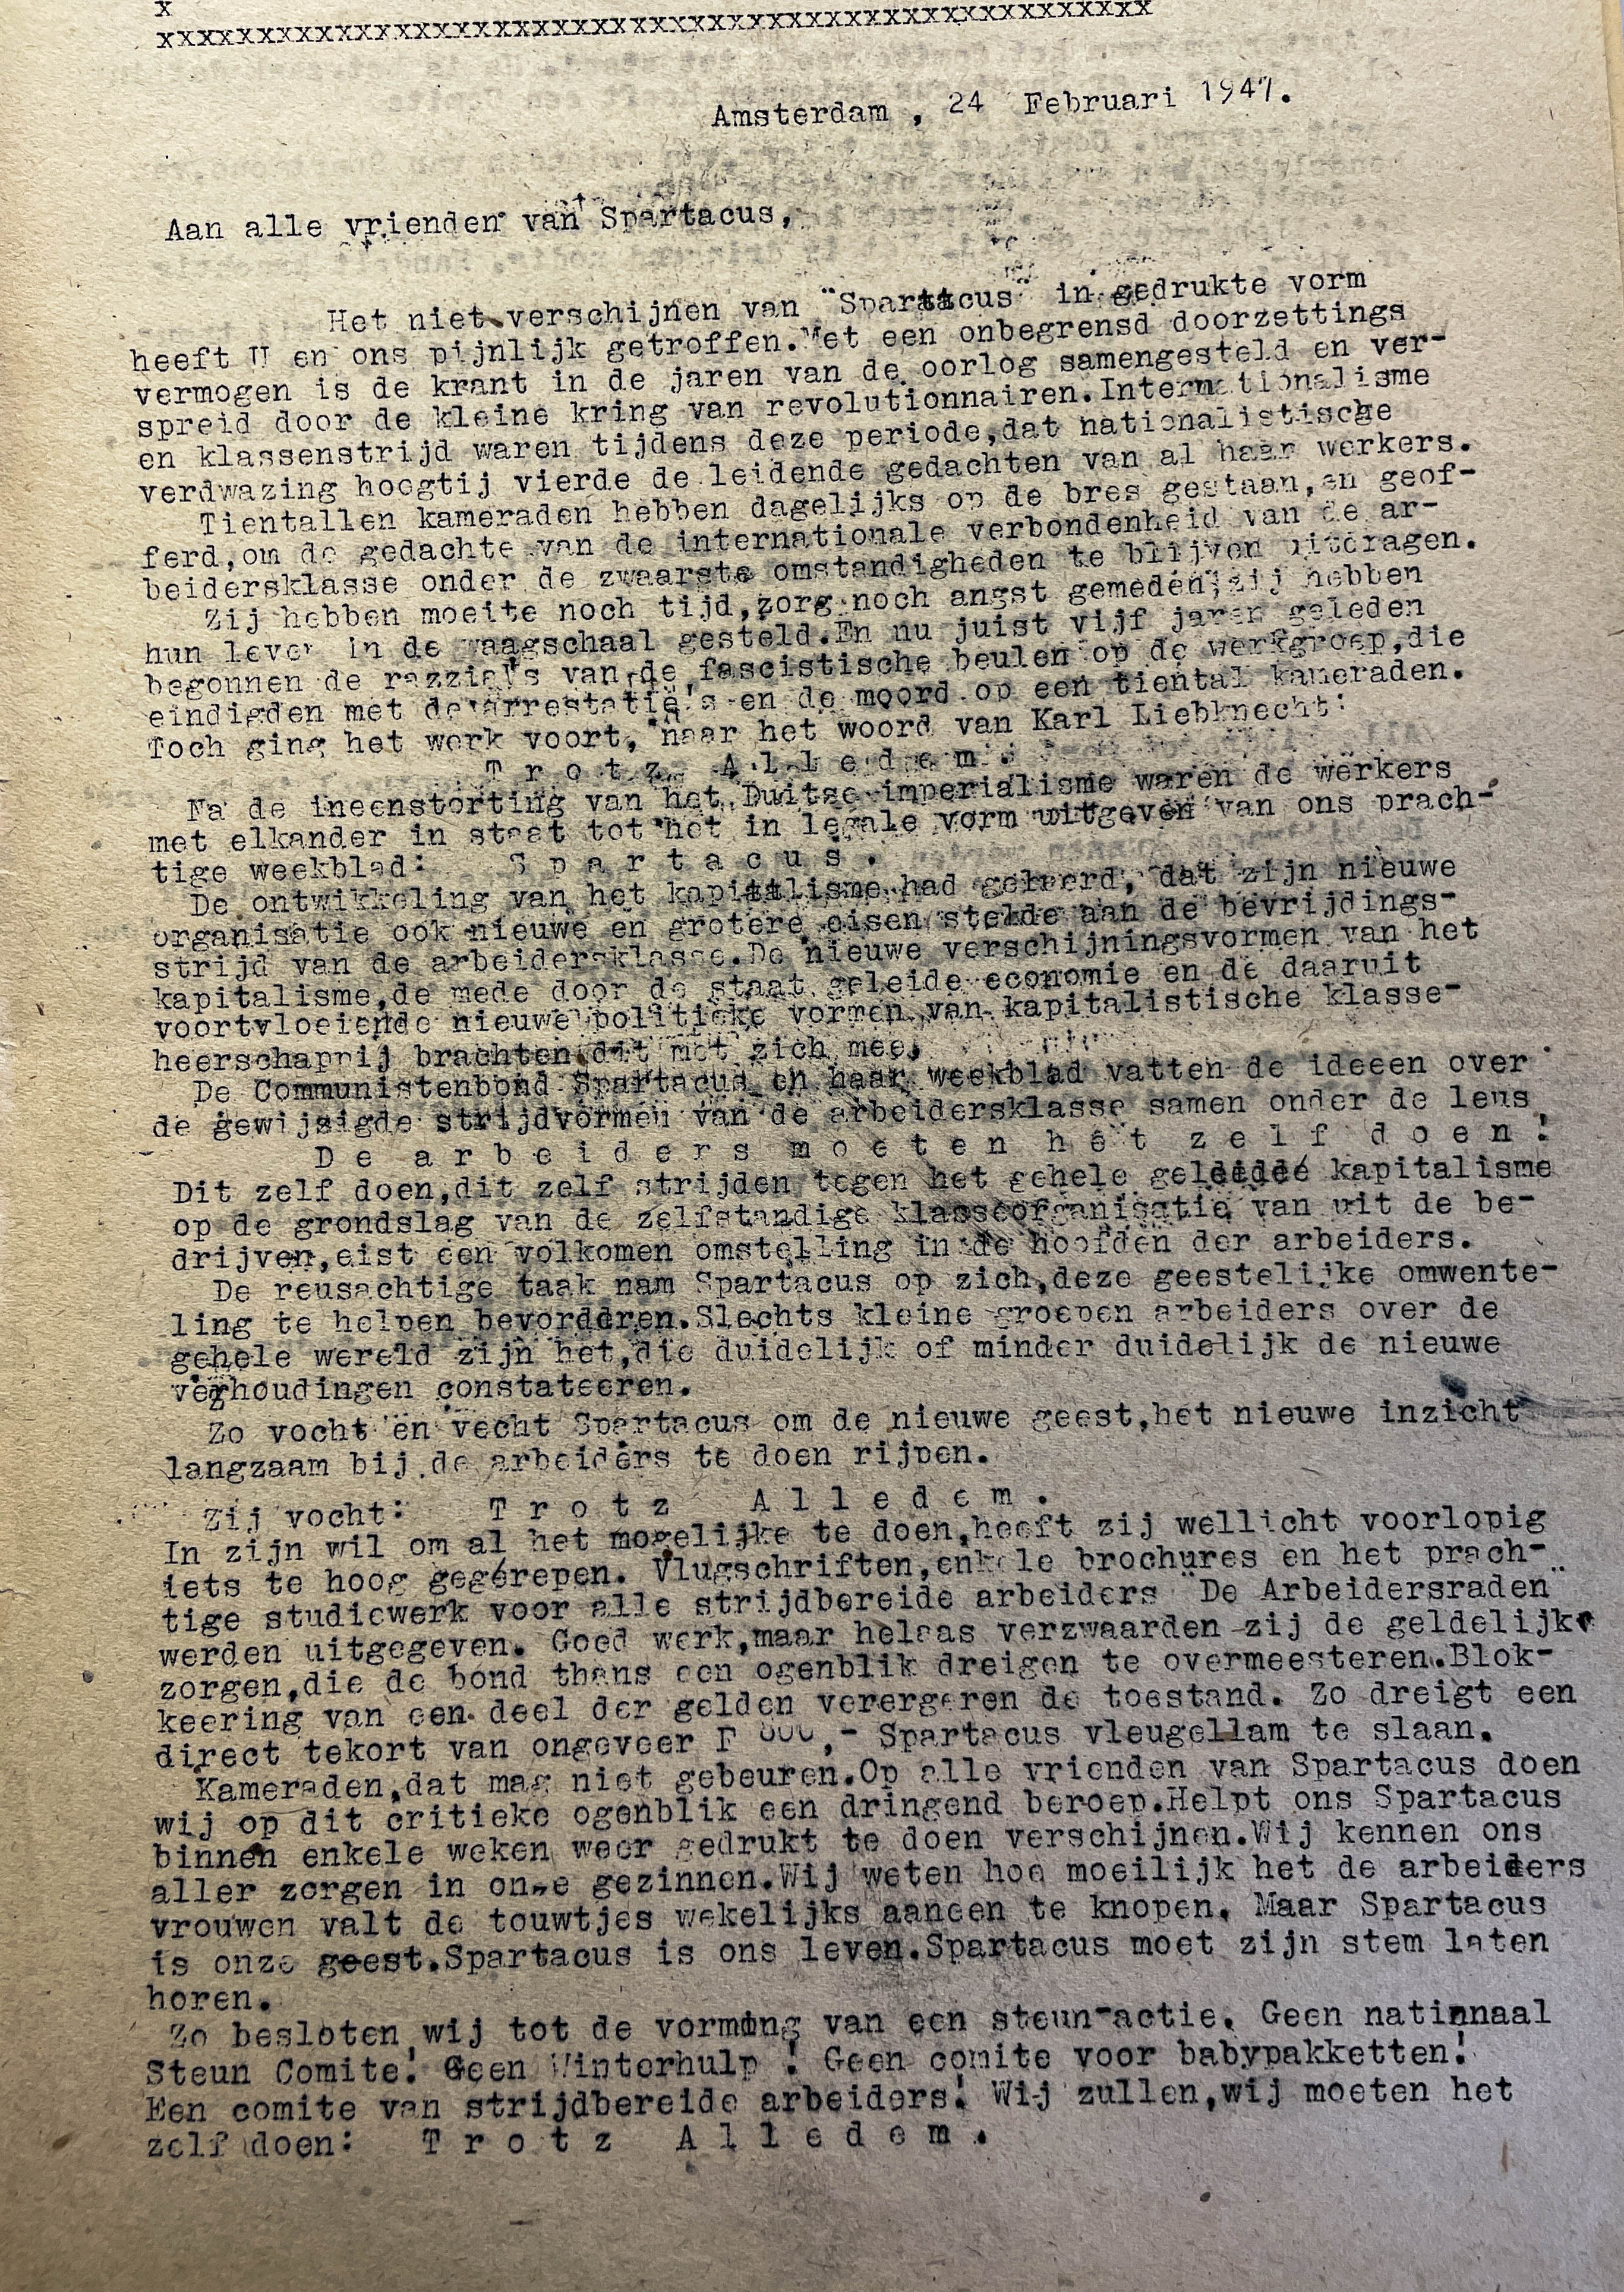 x
xxxxxxxxxxxxxxxxxxxxxxxxxxxxxxxxxxxxxxxxxxxxxxxxxxx
Amsterdam , 24 Februari 1947.
Aan alle vrienden van Spartacus,
Het niet verschijnen van "Sparttcus" in gedrukte vorm
heeft U en ons pijnlijk getroffen.Met een onbegrensd doorzettings
vermogen is de krant in de jaren van de oorlog samengesteld en ver-
spreid door de kleine kring van revolutionnairen.Internationalisme
en klassenstrijd waren tijdens deze periode,dat nationalistische
verdwazing hoogtij vierde de leidende gedachten van al haar werkers.
Tientallen kameraden hebben dagelijks op de bres gestaan,en geof-
ferd,om de gedachte van de internationale verbondenheid van de ar-
beidersklasse onder de zwaarste omstandigheden te blijven uitdragen.
Zij hebben moeite noch tijd,zorg noch angst gemeden;zij hebben
hun leven in de waagschaal gesteld.En nu juist vijf jaren geleden
begonnen de razzia's van de fascistische beulen op de werkgroep,die
eindigden met de arrestatië's en de moord op een tiental kameraden.
Toch ging het werk voort, naar het woord van Karl Liebknecht:
T r o t z A l l e d e m .
Na de ineenstorting van het Duitse imperialisme waren de werkers
met elkander in staat tot het in legale vorm uitgeven van ons prach-
tige weekblad: S p a r t a c u s .
De ontwikkeling van het kapitalisme had geleerd, dat zijn nieuwe
organisatie ook nieuwe en grotere eisen stelde aan de bevrijdings-
strijd van de arbeidersklasse.De nieuwe verschijningsvormen van het
kapitalisme,de mede door de staat geleide economie en de daaruit
voortvloeiende nieuwe politieke vormen van kapitalistische klasse-
heerschappij brachten dit met zich mee.
De Communistenbond Spartacus en haar weekblad vatten de ideeen over
de gewijzigde strijdvormen van de arbeidersklasse samen onder de leus
D e a r b e i d e r s m o e t e n h e t z e l f d o e n !
Dit zelf doen,dit zelf strijden tegen het gehele geleide kapitalisme
op de grondslag van de zelfstandige klasseorganisatie van uit de be-
drijven,eist een volkomen omstelling in de hoofden der arbeiders.
De reusachtige taak nam Spartacus op zich,deze geestelijke omwente-
ling te helpen bevorderen.Slechts kleine groepen arbeiders over de
gehele wereld zijn het,die duidelijk of minder duidelijk de nieuwe
verhoudingen constateeren.
Zo vocht en vecht Spartacus om de nieuwe geest,het nieuwe inzicht
langzaam bij de arbeiders te doen rijpen.
Zij vocht: T r o t z A l l e d e m .
In zijn wil om al het mogelijke te doen,heeft zij wellicht voorlopig
iets te hoog gegrepen. Vlugschriften,enkele brochures en het prach-
tige studiewerk voor alle strijdbereide arbeiders "De Arbeidersraden"
werden uitgegeven. Goed werk,maar helaas verzwaarden zij de geldelijke
zorgen,die de bond thans een ogenblik dreigen te overmeesteren.Blok-
keering van een deel der gelden verergeren de toestand. Zo dreigt een
direct tekort van ongeveer F 800,- Spartacus vleugellam te slaan.
Kameraden,dat mag niet gebeuren.Op alle vrienden van Spartacus doen
wij op dit critieke ogenblik een dringend beroep.Helpt ons Spartacus
binnen enkele weken weer gedrukt te doen verschijnen.Wij kennen ons
aller zorgen in onze gezinnen.Wij weten hoe moeilijk het de arbeiders
vrouwen valt de touwtjes wekelijks aaneen te knopen. Maar Spartacus
is onze geest.Spartacus is ons leven.Spartacus moet zijn stem laten
horen.
Zo besloten wij tot de vorming van een steun-actie. Geen natinnaal
Steun Comite! Geen Winterhulp ! Geen comite voor babypakketten!
Een comite van strijdbereide arbeiders! Wij zullen,wij moeten het
zelf doen: T r o t z A l l e d e m .